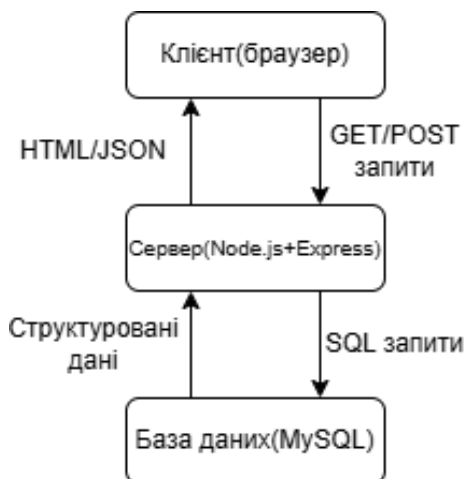 Клієнт(браузер)
HTML/JSON
GET/POST
запити
Сервер(Node.js+Express)
Структуровані
дані
SQL запити
База даних(MySQL)